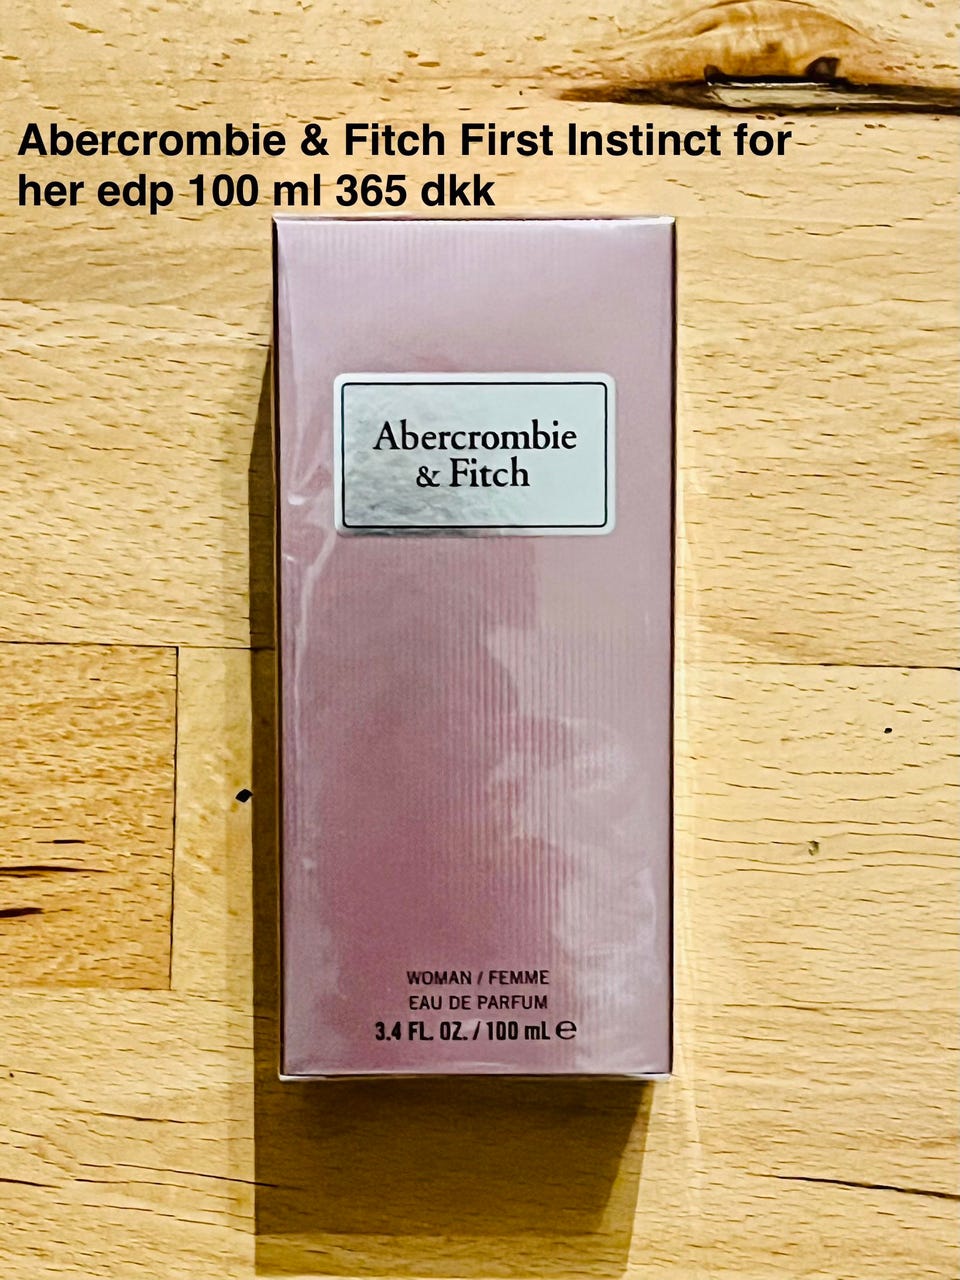 Abercrombie & Fitch First Instinct for
her edp 100 ml 365 dkk
Abercrombie
& Fitch
WOMAN / FEMME
EAU DE PARFUM
3.4 FL. OZ. / 100 mL ℮